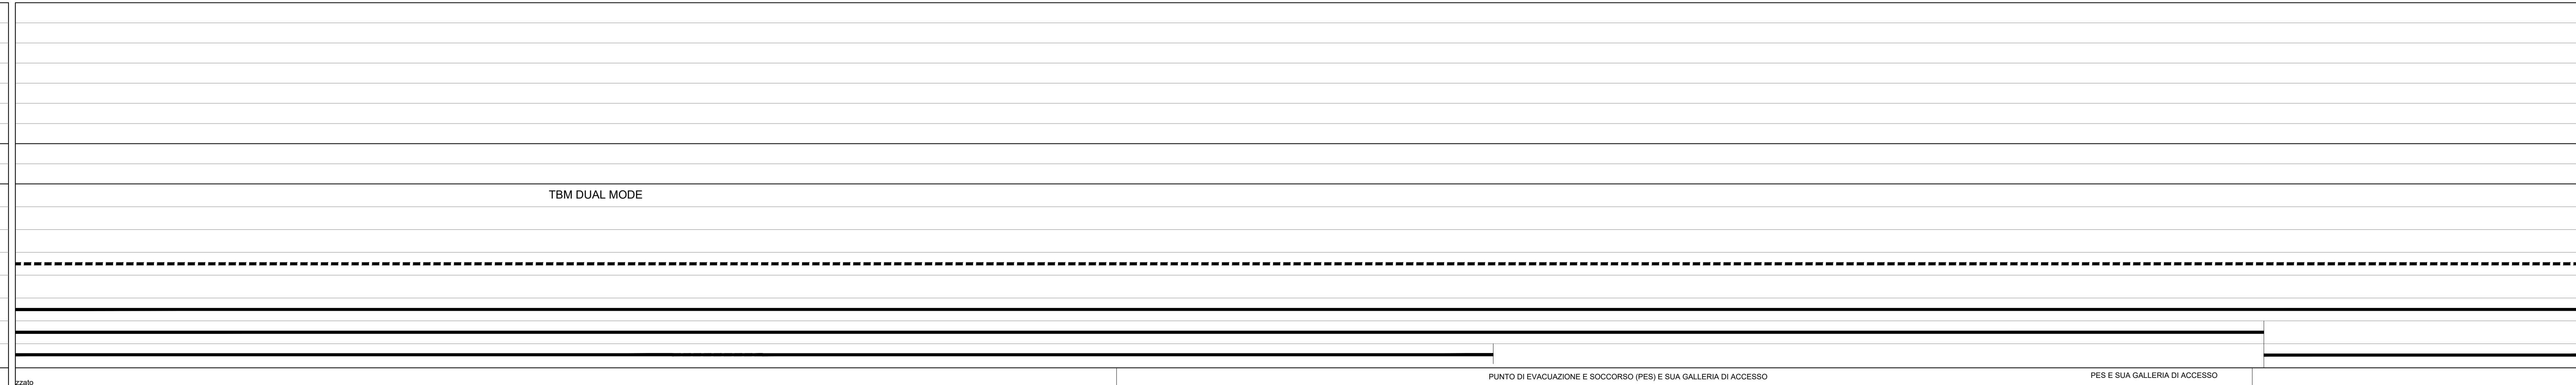 TBM DUAL MODE
zzato
PUNTO DI EVACUAZIONE E SOCCORSO (PES) E SUA GALLERIA DI ACCESSO
PES E SUA GALLERIA DI ACCESSO